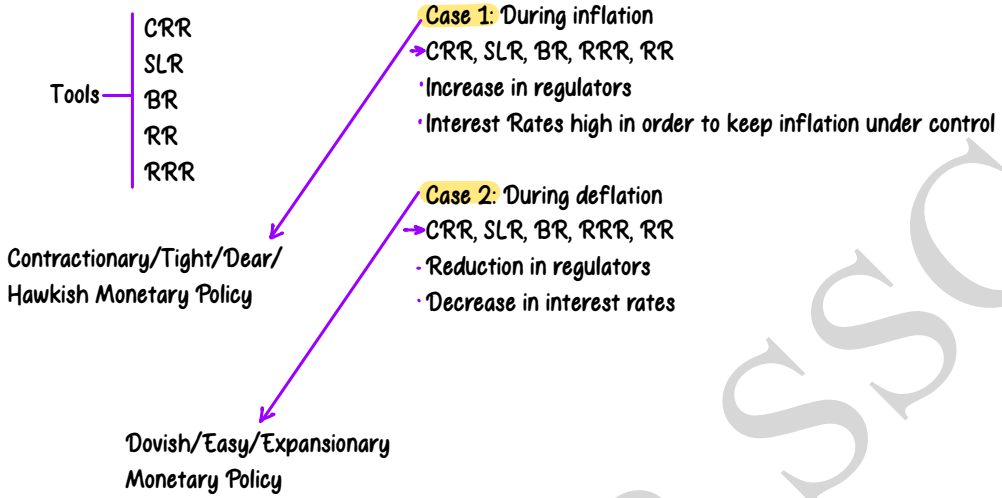 Tools
CRR
SLR
BR
RR
RRR
Case 1: During inflation
CRR, SLR, BR, RRR, RR
Increase in regulators
Interest Rates high in order to keep inflation under control
Contractionary/Tight/Dear/
Hawkish Monetary Policy
Case 2: During deflation
CRR, SLR, BR, RRR, RR
Reduction in regulators
Decrease in interest rates
Dovish/Easy/Expansionary
Monetary Policy
SSC